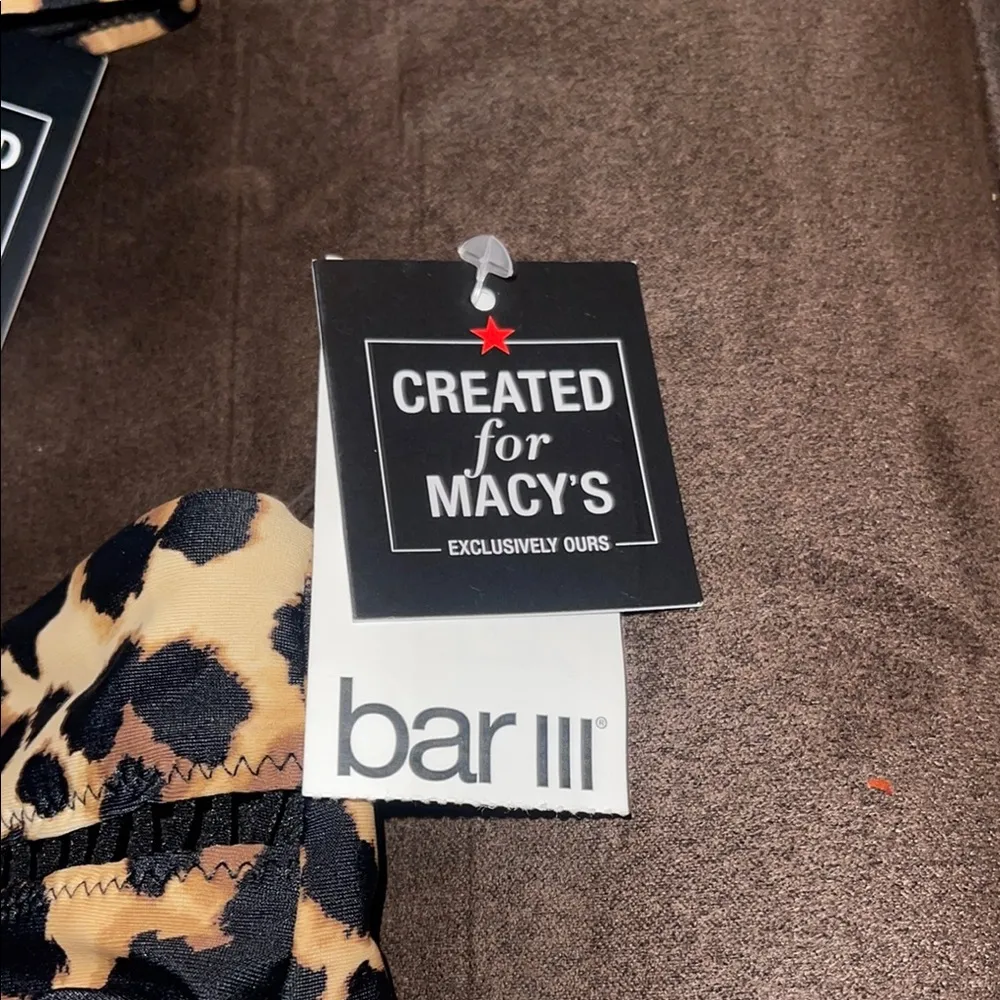 CREATED
for
MACY'S
EXCLUSIVELY OURS
bar III®